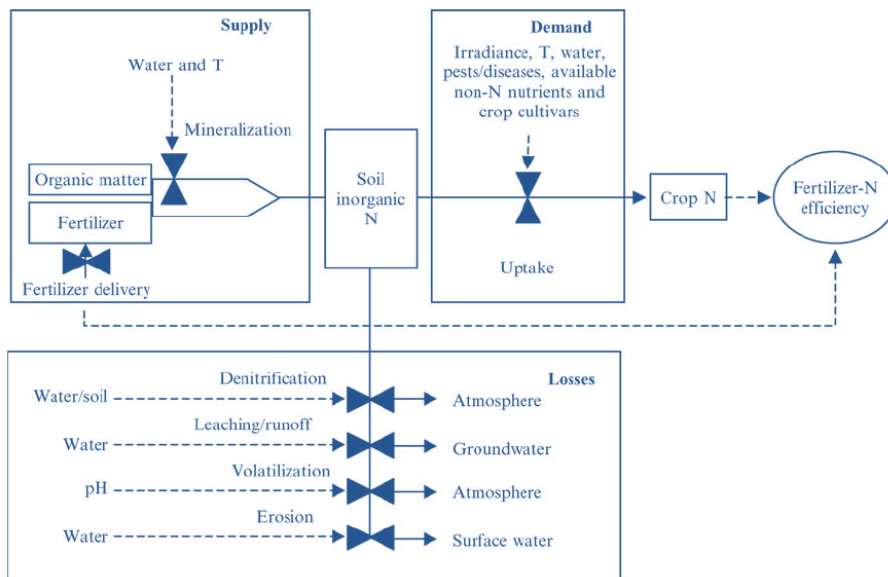 Supply
Water and T
Mineralization
Organic matter
Fertilizer
Fertilizer delivery
Soil
inorganic
N
Demand
Irradiance, T, water,
pests/diseases, available
non-N nutrients and
crop cultivars
Uptake
Crop N
Fertilizer-N
efficiency
Losses
Denitrification
Water/soil
Atmosphere
Leaching/runoff
Water
Groundwater
Volatilization
pH
Atmosphere
Erosion
Water
Surface water